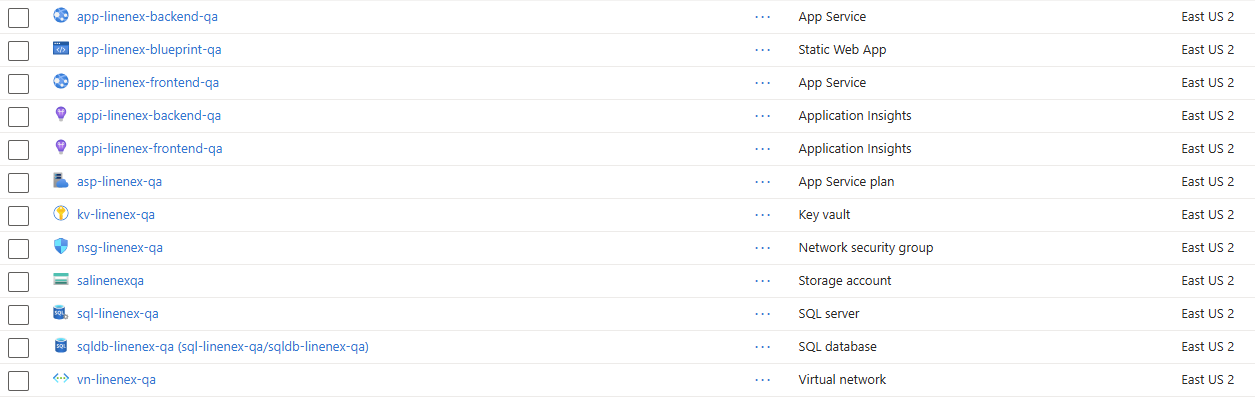 app-linenex-backend-qa ··· App Service East US 2
app-linenex-blueprint-qa ··· Static Web App East US 2
app-linenex-frontend-qa ··· App Service East US 2
appi-linenex-backend-qa ··· Application Insights East US 2
appi-linenex-frontend-qa ··· Application Insights East US 2
asp-linenex-qa ··· App Service plan East US 2
kv-linenex-qa ··· Key vault East US 2
nsg-linenex-qa ··· Network security group East US 2
salinenexqa ··· Storage account East US 2
sql-linenex-qa ··· SQL server East US 2
sqldb-linenex-qa (sql-linenex-qa/sqldb-linenex-qa) ··· SQL database East US 2
vn-linenex-qa ··· Virtual network East US 2